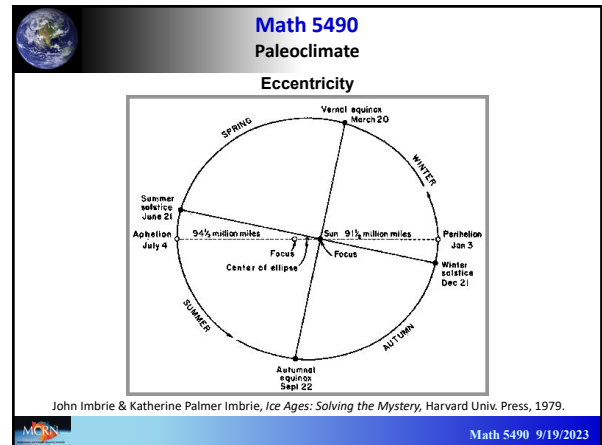 Math 5490
Paleoclimate
Eccentricity
Vernal equinox
March 20
SPRING
WINTER
Summer
solstice
June 21
Aphelion
July 4
94½ million miles
Sun
91½ million miles
Perihelion
Jan 3
Focus
Focus
Center of ellipse
Winter
solstice
Dec 21
SUMMER
AUTUMN
Autumnal
equinox
Sept 22
John Imbrie & Katherine Palmer Imbrie, Ice Ages: Solving the Mystery, Harvard Univ. Press, 1979.
MCRN
Math 5490 9/19/2023